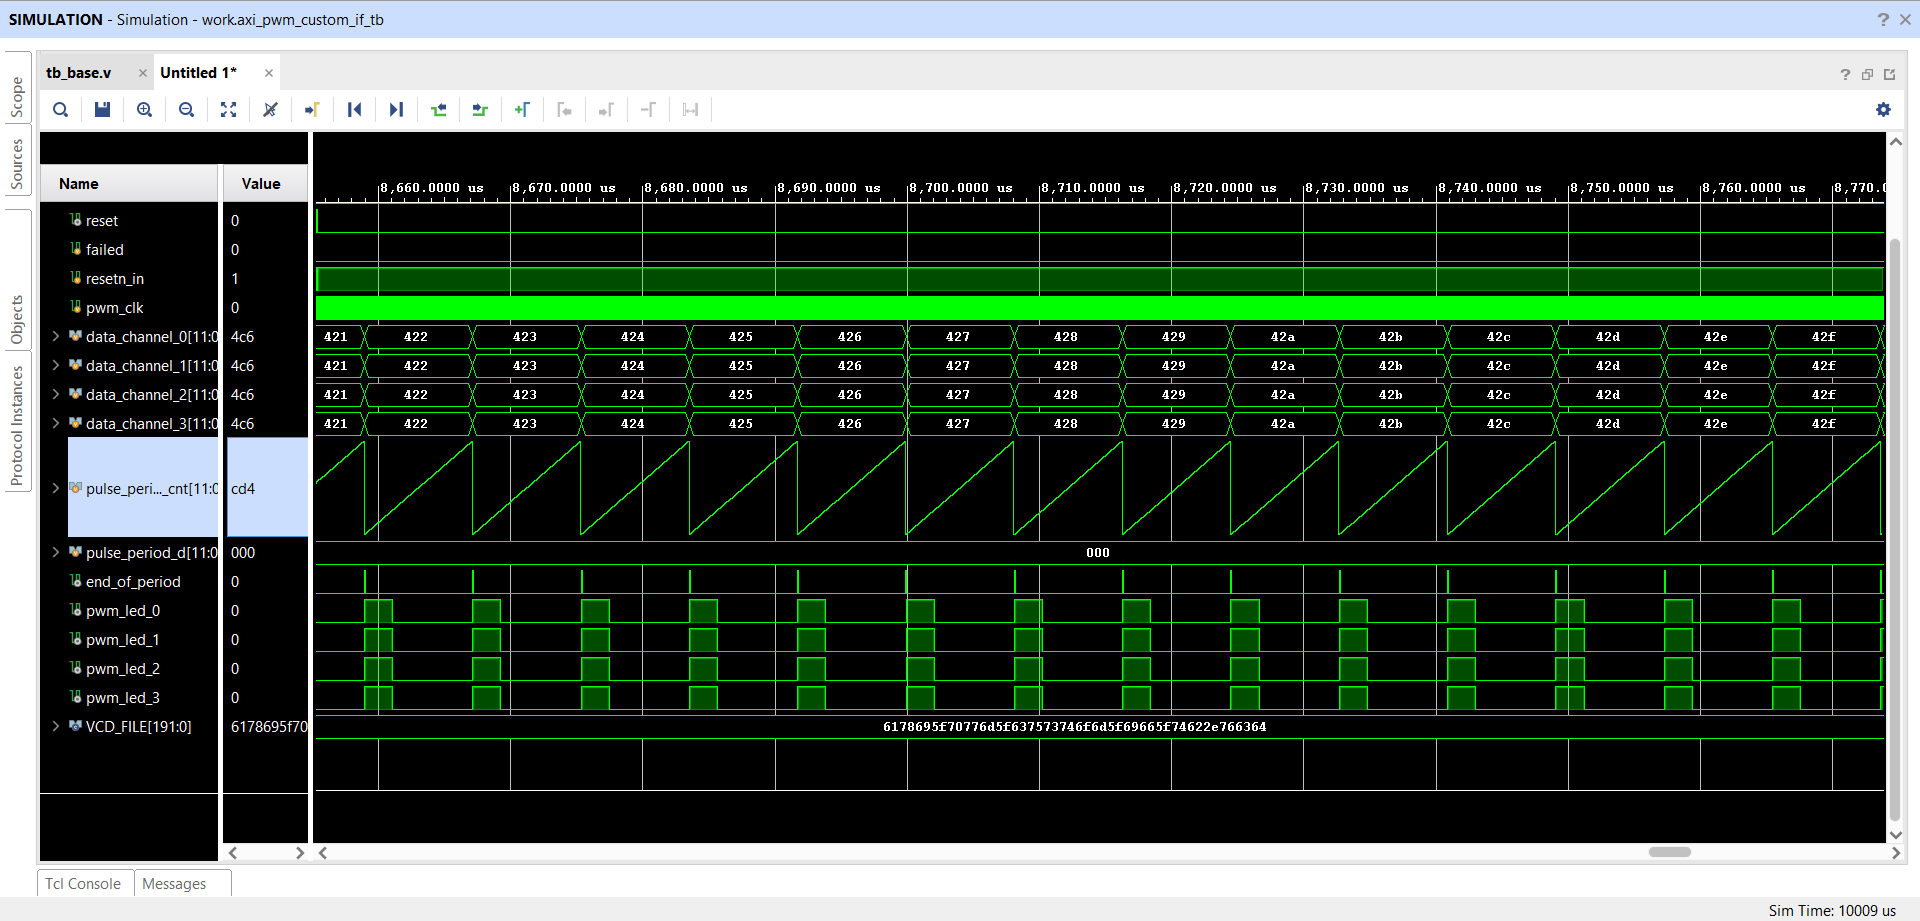 SIMULATION - Simulation - work.axi_pwm_custom_if_tb
Scope
Sources
Objects
Protocol Instances
tb_base.v
Untitled 1*
Name Value
8,660.0000 us 8,670.0000 us 8,680.0000 us 8,690.0000 us 8,700.0000 us 8,710.0000 us 8,720.0000 us 8,730.0000 us 8,740.0000 us 8,750.0000 us 8,760.0000 us 8,770.0
reset 0
failed 0
resetn_in 1
pwm_clk 0
data_channel_0[11:0 4c6 421 422 423 424 425 426 427 428 429 42a 42b 42c 42d 42e 42f
data_channel_1[11:0 4c6 421 422 423 424 425 426 427 428 429 42a 42b 42c 42d 42e 42f
data_channel_2[11:0 4c6 421 422 423 424 425 426 427 428 429 42a 42b 42c 42d 42e 42f
data_channel_3[11:0 4c6 421 422 423 424 425 426 427 428 429 42a 42b 42c 42d 42e 42f
pulse_peri..._cnt[11:0 cd4
pulse_period_d[11:0 000 000
end_of_period 0
pwm_led_0 0
pwm_led_1 0
pwm_led_2 0
pwm_led_3 0
VCD_FILE[191:0] 6178695f70 6178695f70776d5f637573746f6d5f69665f74622e766364
Tcl Console
Messages
Sim Time: 10009 us